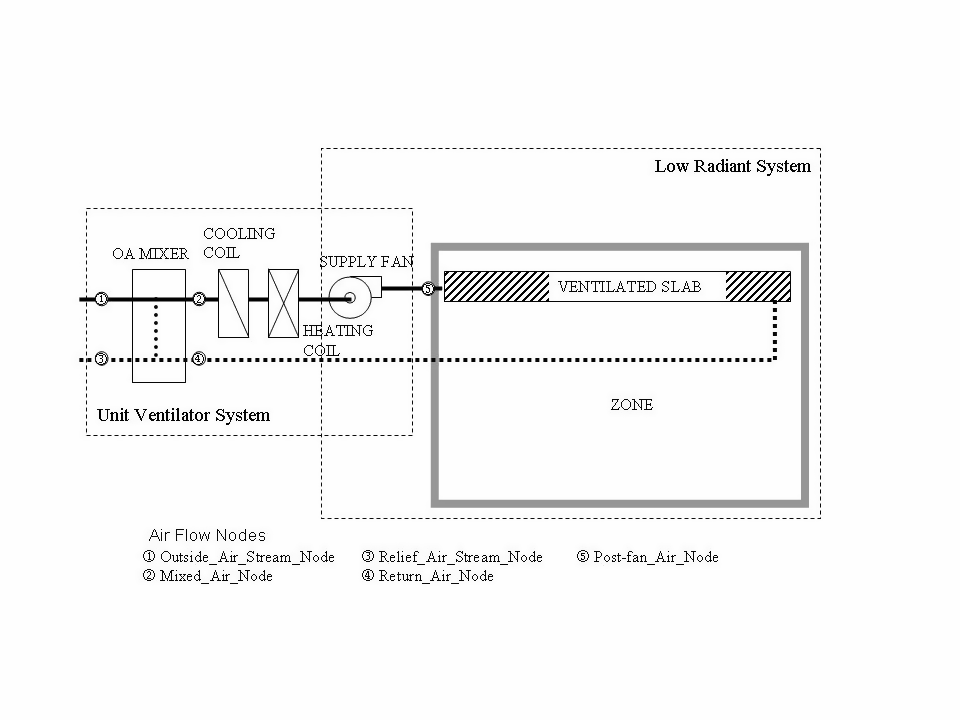 Low Radiant System
COOLING
COIL
OA MIXER
SUPPLY FAN
① ② ⑤ VENTILATED SLAB
HEATING
COIL
③ ④
ZONE
Unit Ventilator System
Air Flow Nodes
① Outside_Air_Stream_Node ③ Relief_Air_Stream_Node ⑤ Post-fan_Air_Node
② Mixed_Air_Node ④ Return_Air_Node